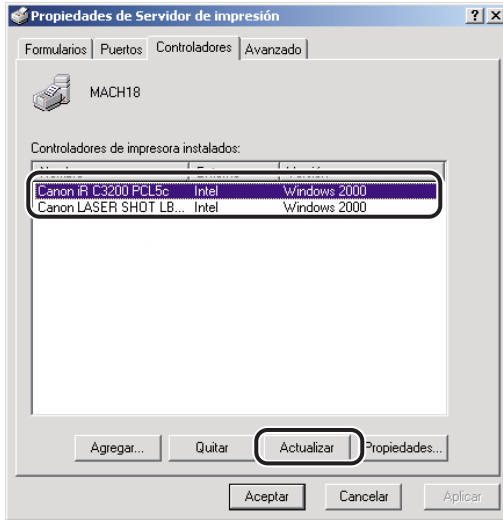 Propiedades de Servidor de impresión
Formularios Puertos Controladores Avanzado
MACH18
Controladores de impresora instalados:
Canon iR C3200 PCL5c Intel Windows 2000
Canon LASER SHOT LB... Intel Windows 2000
Agregar... Quitar Actualizar Propiedades...
Aceptar Cancelar Aplicar